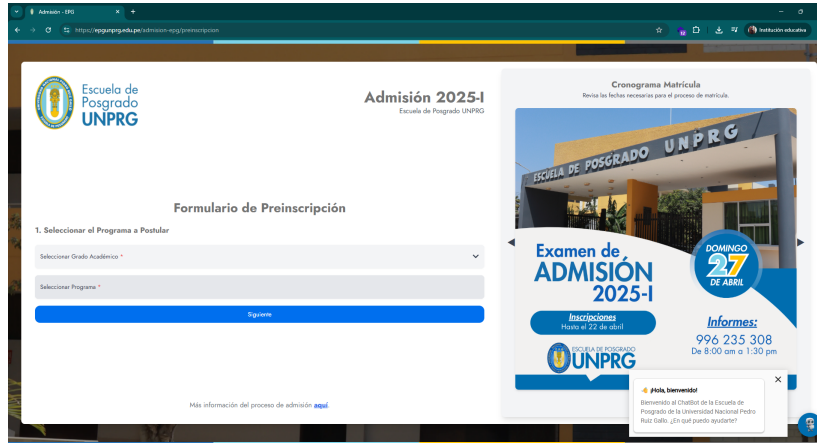 Admisión - EPG
https://epgunprg.edu.pe/admision-epg/preinscripcion
Institución educativa
Escuela de
Posgrado
UNPRG
Admisión 2025-I
Escuela de Posgrado UNPRG
Formulario de Preinscripción
1. Seleccionar el Programa a Postular
Seleccionar Grado Académico *
Seleccionar Programa *
Siguiente
Más información del proceso de admisión aquí.
Cronograma Matrícula
Revisa las fechas necesarias para el proceso de matrícula.
ESCUELA DE POSGRADO UNPRG
Examen de
ADMISIÓN
2025-I
DOMINGO
27
DE ABRIL
Inscripciones
Hasta el 22 de abril
Informes:
996 235 308
De 8:00 am a 1:30 pm
ESCUELA DE POSGRADO
UNPRG
¡Hola, bienvenido!
Bienvenido al ChatBot de la Escuela de
Posgrado de la Universidad Nacional Pedro
Ruiz Gallo. ¿En qué puedo ayudarte?